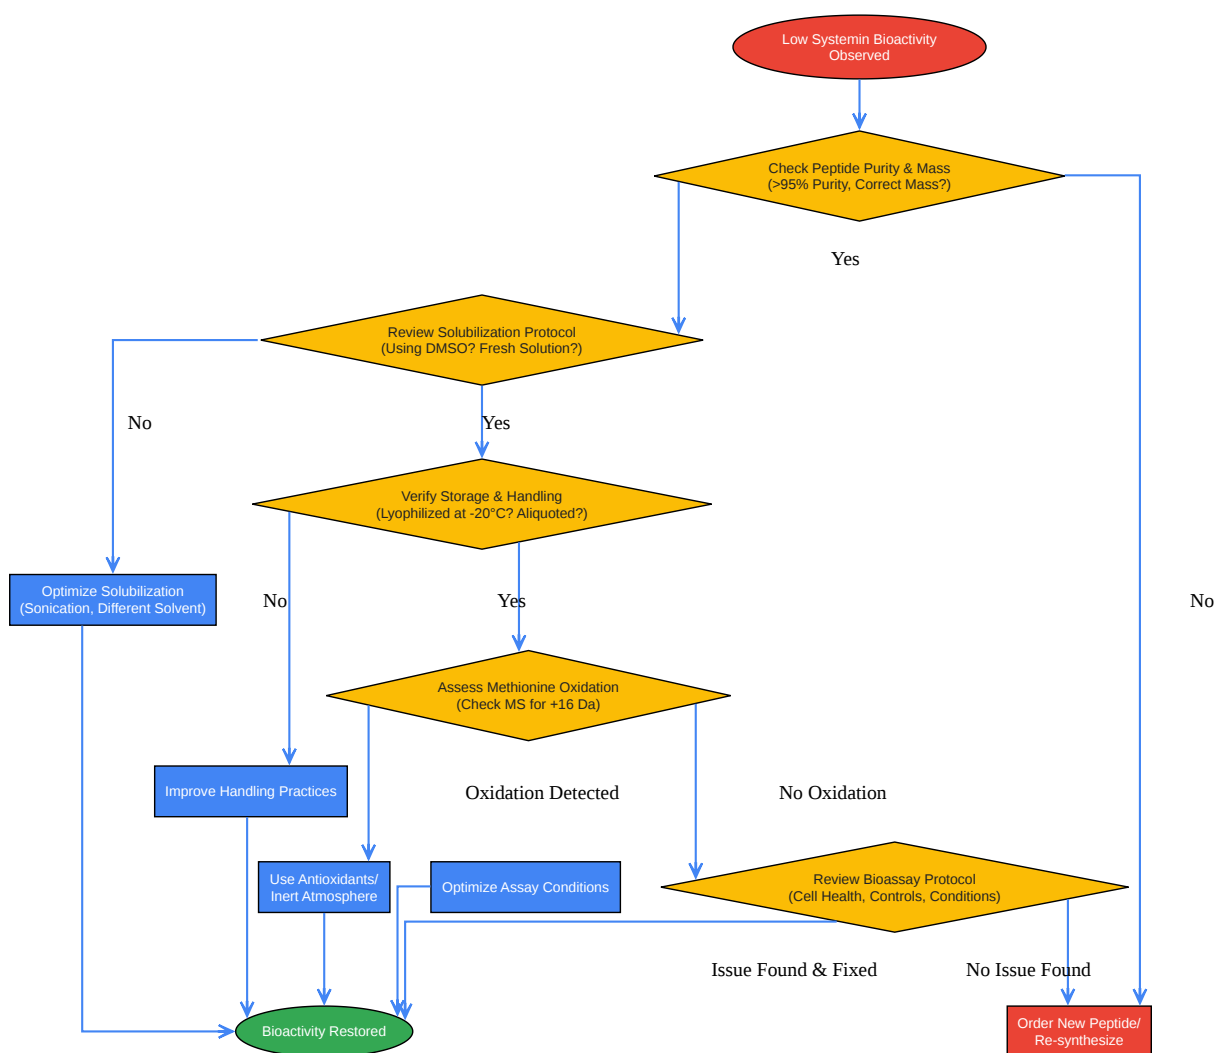 Low Systemin Bioactivity
Observed
Check Peptide Purity & Mass
(>95% Purity, Correct Mass?)
Yes
Review Solubilization Protocol
(Using DMSO? Fresh Solution?)
No
Yes
Verify Storage & Handling
(Lyophilized at -20°C? Aliquoted?)
Optimize Solubilization
(Sonication, Different Solvent)
No
Yes
No
Assess Methionine Oxidation
(Check MS for +16 Da)
Improve Handling Practices
Oxidation Detected
No Oxidation
Use Antioxidants/
Inert Atmosphere
Optimize Assay Conditions
Review Bioassay Protocol
(Cell Health, Controls, Conditions)
Issue Found & Fixed
No Issue Found
Bioactivity Restored
Order New Peptide/
Re-synthesize